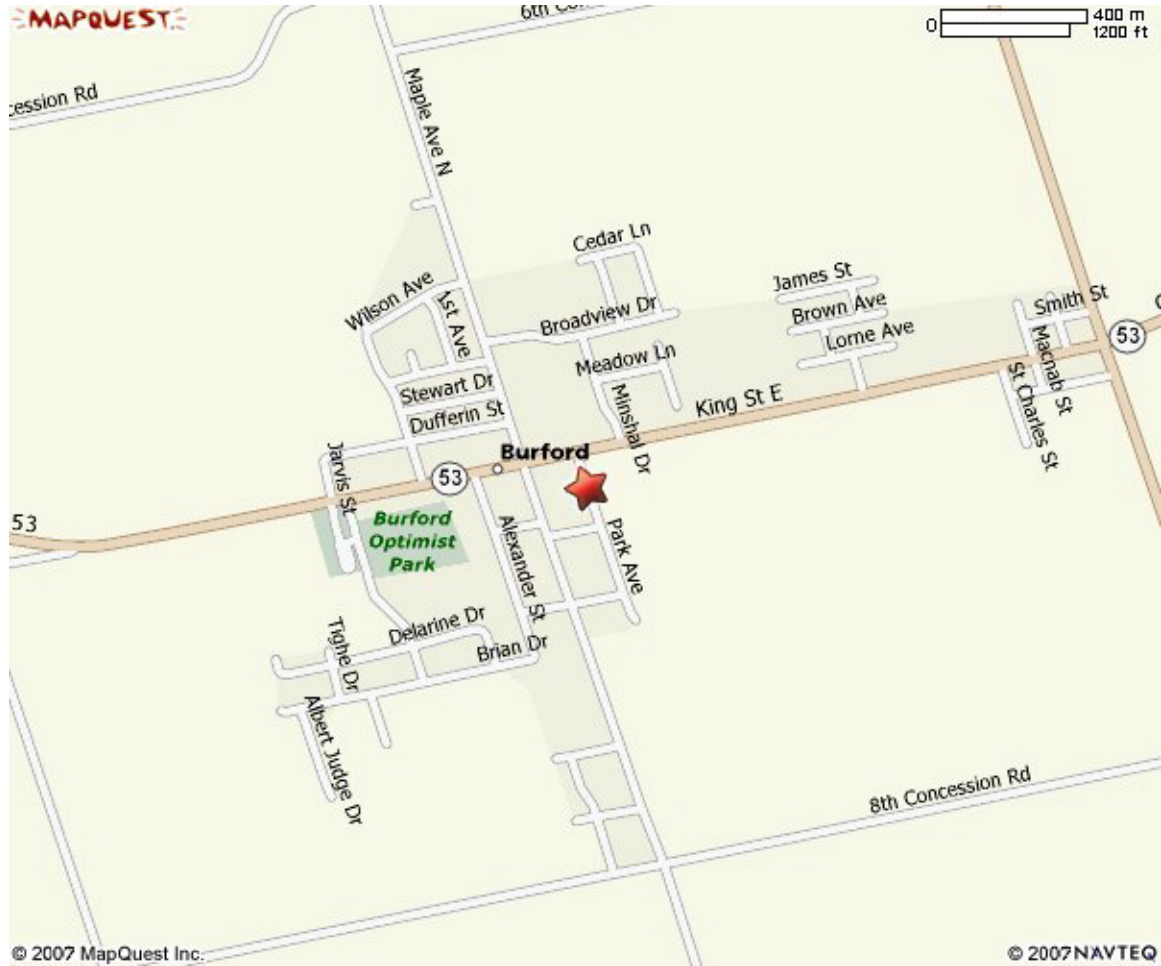 MAPQUEST
6th Con
0
400 m
1200 ft
cession Rd
Maple Ave N
Cedar Ln
James St
Wilson Ave
1st Ave
Broadview Dr
Brown Ave
Smith St
Lorne Ave
53
Meadow Ln
Macnab St
Stewart Dr
Minshal Dr
King St E
St Charles St
Dufferin St
Jarvis St
Burford
53
53
Burford
Optimist
Park
Alexander St
Park Ave
Delarine Dr
Tighe Dr
Brian Dr
Albert Judge Dr
8th Concession Rd
© 2007 MapQuest Inc.
© 2007 NAVTEQ